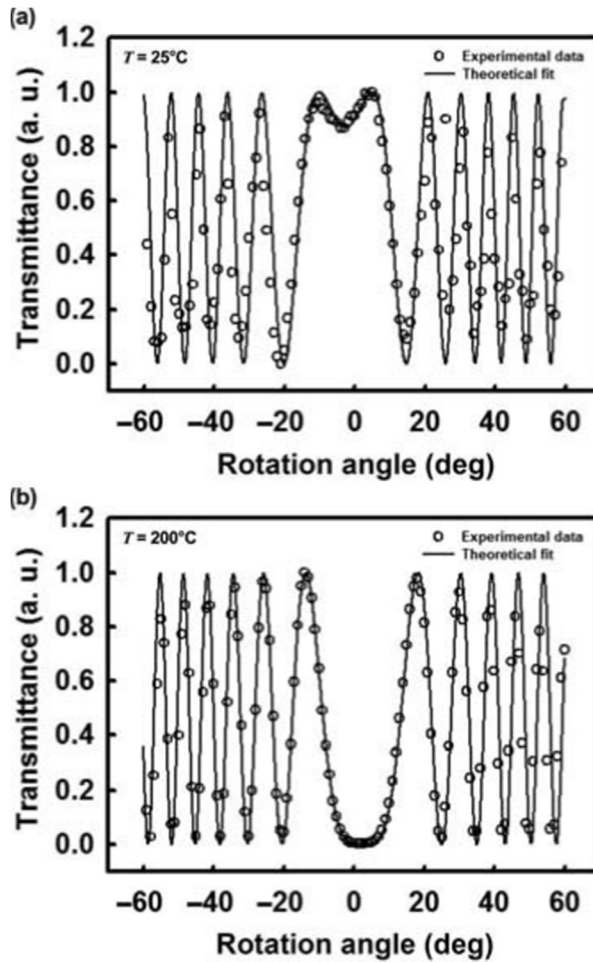 (a)
1.2
T = 25°C
Experimental data
Theoretical fit
1.0
0.8
0.6
0.4
0.2
0.0
Transmittance (a. u.)
−60 −40 −20 0 20 40 60
Rotation angle (deg)
(b)
1.2
T = 200°C
Experimental data
Theoretical fit
1.0
0.8
0.6
0.4
0.2
0.0
Transmittance (a. u.)
−60 −40 −20 0 20 40 60
Rotation angle (deg)